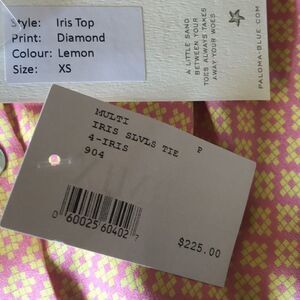 Style: Iris Top
Print: Diamond
Colour: Lemon
Size: XS
A LITTLE SAND
BETWEEN YOUR
TOES ALWAYS TAKES
AWAY YOUR WOES
PALOMA-BLUE.COM
MULTI
IRIS SLVLS TIE P
4-IRIS
904
0 60025 60402 7
$225.00